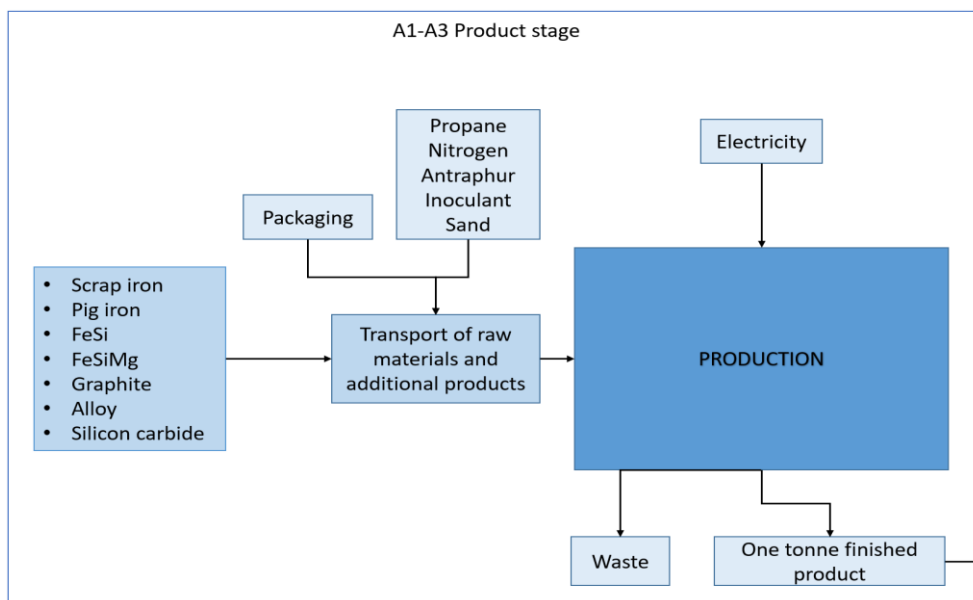 A1-A3 Product stage
Propane
Nitrogen
Antraphur
Inoculant
Sand
Electricity
Packaging
• Scrap iron
• Pig iron
• FeSi
• FeSiMg
• Graphite
• Alloy
• Silicon carbide
Transport of raw
materials and
additional products
PRODUCTION
Waste
One tonne finished
product